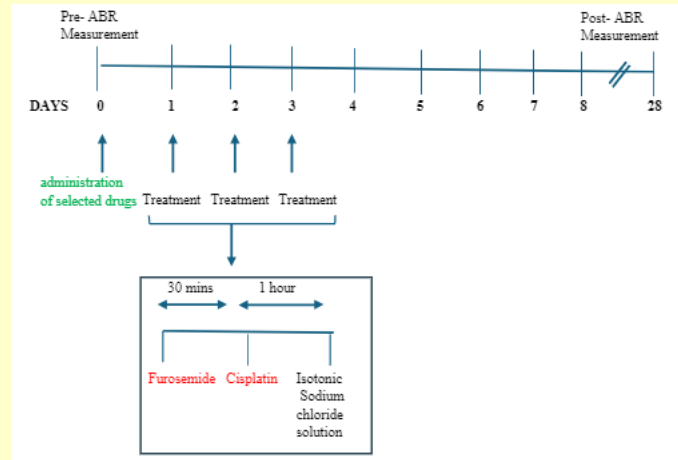 Pre- ABR
Measurement
Post- ABR
Measurement
DAYS 0 1 2 3 4 5 6 7 8 28
administration
of selected drugs
Treatment Treatment Treatment
30 mins 1 hour
Furosemide Cisplatin Isotonic
Sodium
chloride
solution